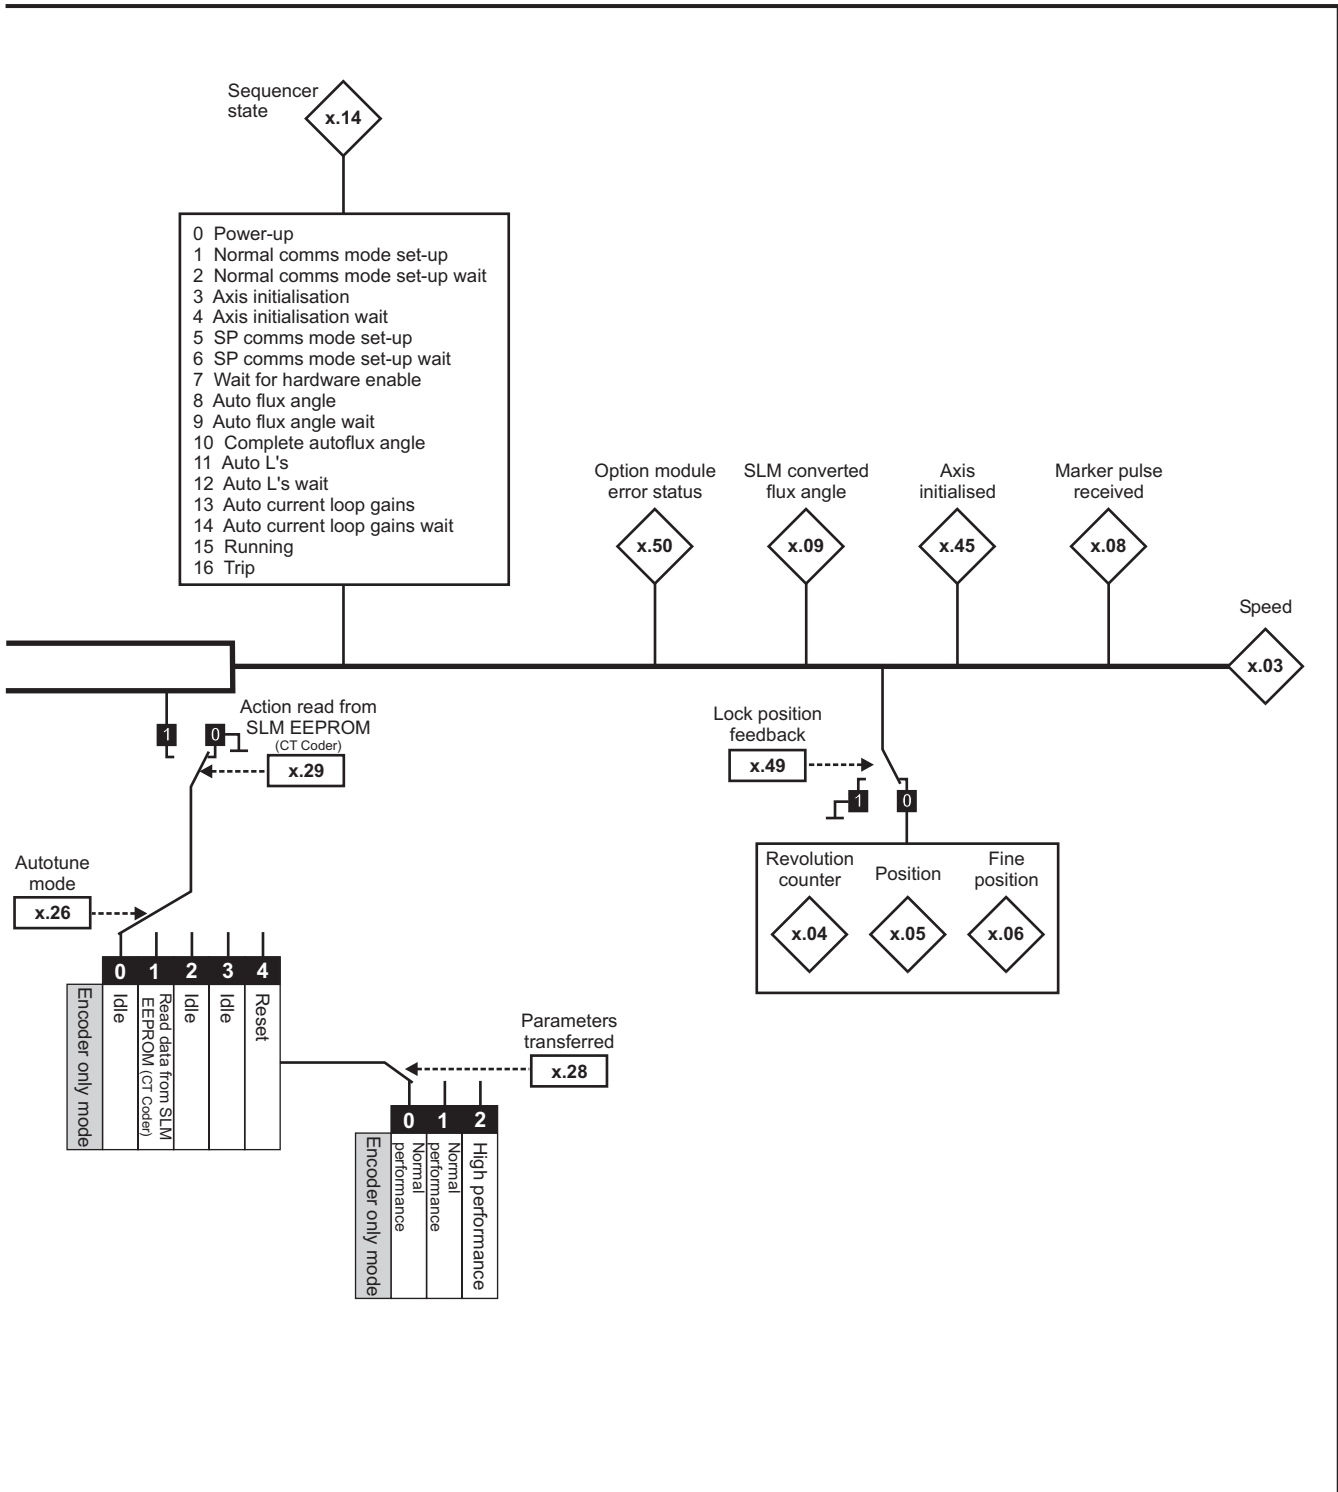 Sequencer
state
x.14
0 Power-up
1 Normal comms mode set-up
2 Normal comms mode set-up wait
3 Axis initialisation
4 Axis initialisation wait
5 SP comms mode set-up
6 SP comms mode set-up wait
7 Wait for hardware enable
8 Auto flux angle
9 Auto flux angle wait
10 Complete autoflux angle
11 Auto L's
12 Auto L's wait
13 Auto current loop gains
14 Auto current loop gains wait
15 Running
16 Trip
Option module
error status
x.50
SLM converted
flux angle
x.09
Axis
initialised
x.45
Marker pulse
received
x.08
Speed
x.03
Action read from
SLM EEPROM
(CT Coder)
1
0
x.29
Lock position
feedback
x.49
1
0
Revolution
counter
x.04
Position
x.05
Fine
position
x.06
Autotune
mode
x.26
0
1
2
3
4
Encoder only mode
Idle
Read data from SLM
EEPROM (CT Coder)
Idle
Idle
Reset
Parameters
transferred
x.28
0
1
2
Encoder only mode
Normal
performance
Normal
performance
High performance